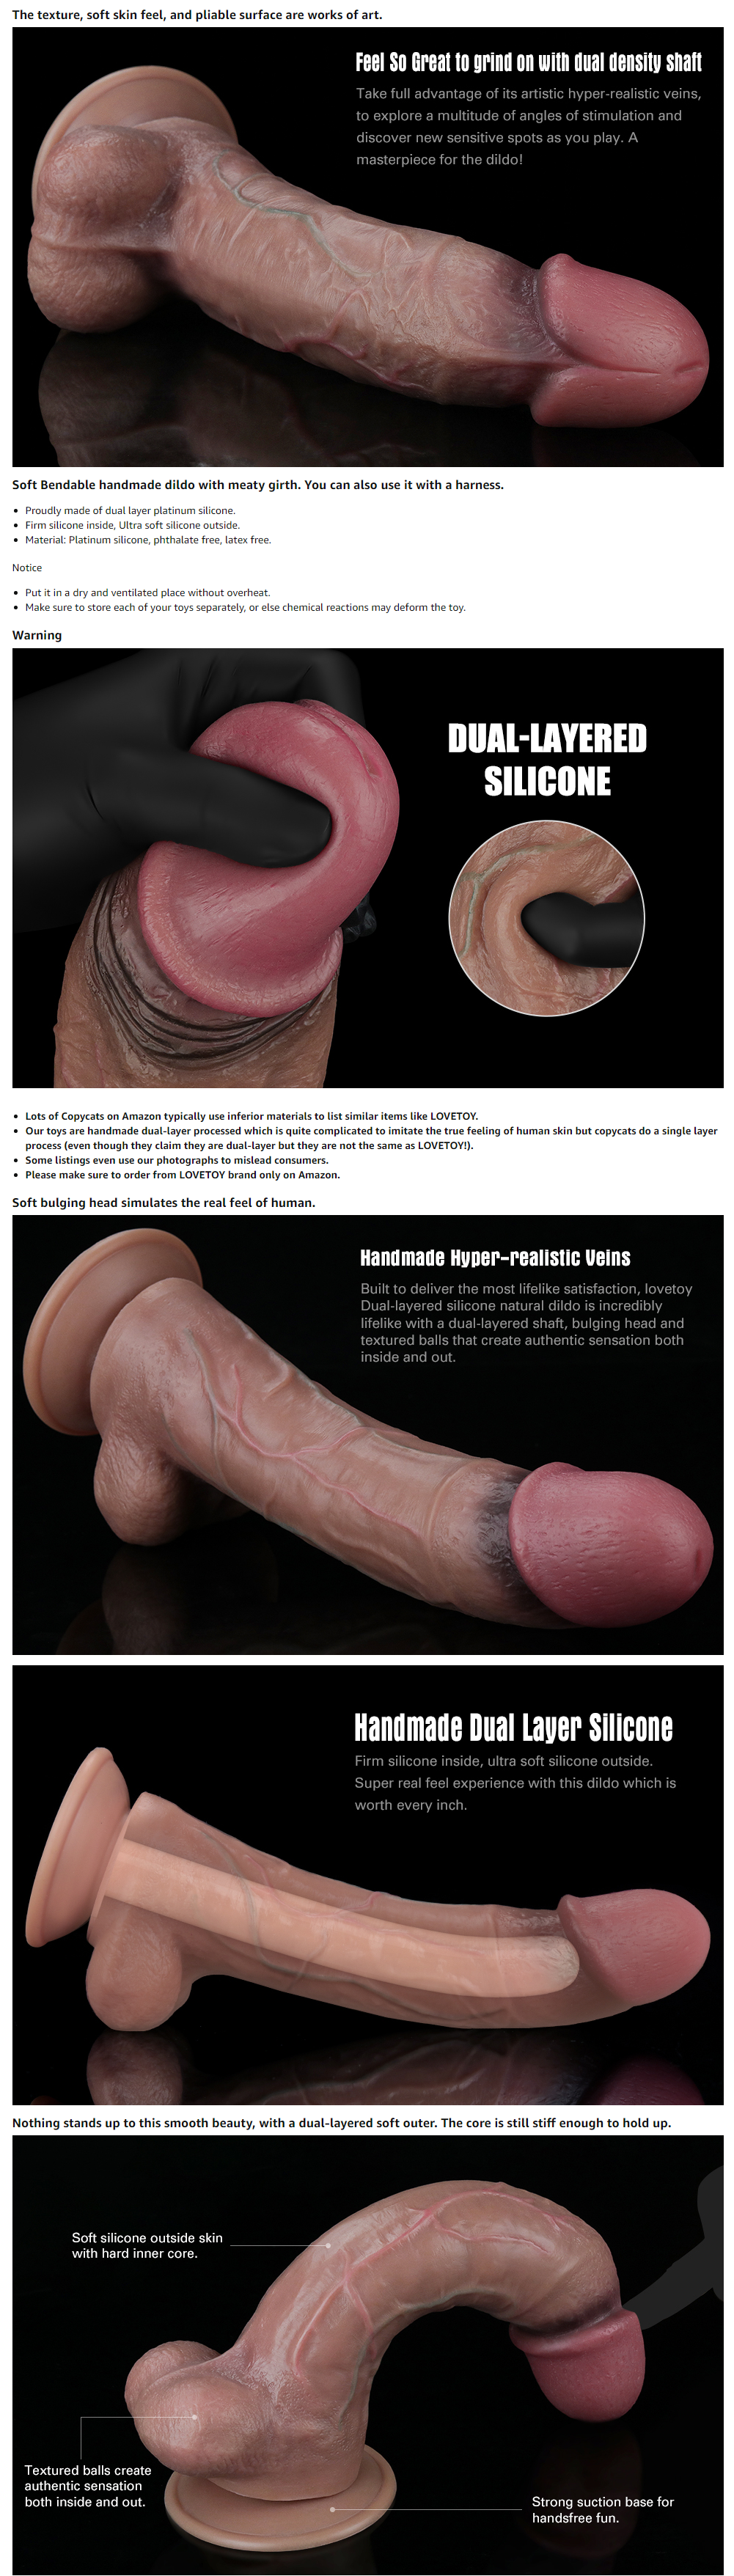 The texture, soft skin feel, and pliable surface are works of art.
Feel So Great to grind on with dual density shaft
Take full advantage of its artistic hyper-realistic veins,
to explore a multitude of angles of stimulation and
discover new sensitive spots as you play. A
masterpiece for the dildo!
Soft Bendable handmade dildo with meaty girth. You can also use it with a harness.
Proudly made of dual layer platinum silicone.
Firm silicone inside, Ultra soft silicone outside.
Material: Platinum silicone, phthalate free, latex free.
Notice
Put it in a dry and ventilated place without overheat.
Make sure to store each of your toys separately, or else chemical reactions may deform the toy.
Warning
DUAL-LAYERED
SILICONE
Lots of Copycats on Amazon typically use inferior materials to list similar items like LOVETOY.
Our toys are handmade dual-layer processed which is quite complicated to imitate the true feeling of human skin but copycats do a single layer
process (even though they claim they are dual-layer but they are not the same as LOVETOY!).
Some listings even use our photographs to mislead consumers.
Please make sure to order from LOVETOY brand only on Amazon.
Soft bulging head simulates the real feel of human.
Handmade Hyper-realistic Veins
Built to deliver the most lifelike satisfaction, lovetoy
Dual-layered silicone natural dildo is incredibly
lifelike with a dual-layered shaft, bulging head and
textured balls that create authentic sensation both
inside and out.
Handmade Dual Layer Silicone
Firm silicone inside, ultra soft silicone outside.
Super real feel experience with this dildo which is
worth every inch.
Nothing stands up to this smooth beauty, with a dual-layered soft outer. The core is still stiff enough to hold up.
Soft silicone outside skin
with hard inner core.
Textured balls create
authentic sensation
both inside and out.
Strong suction base for
handsfree fun.